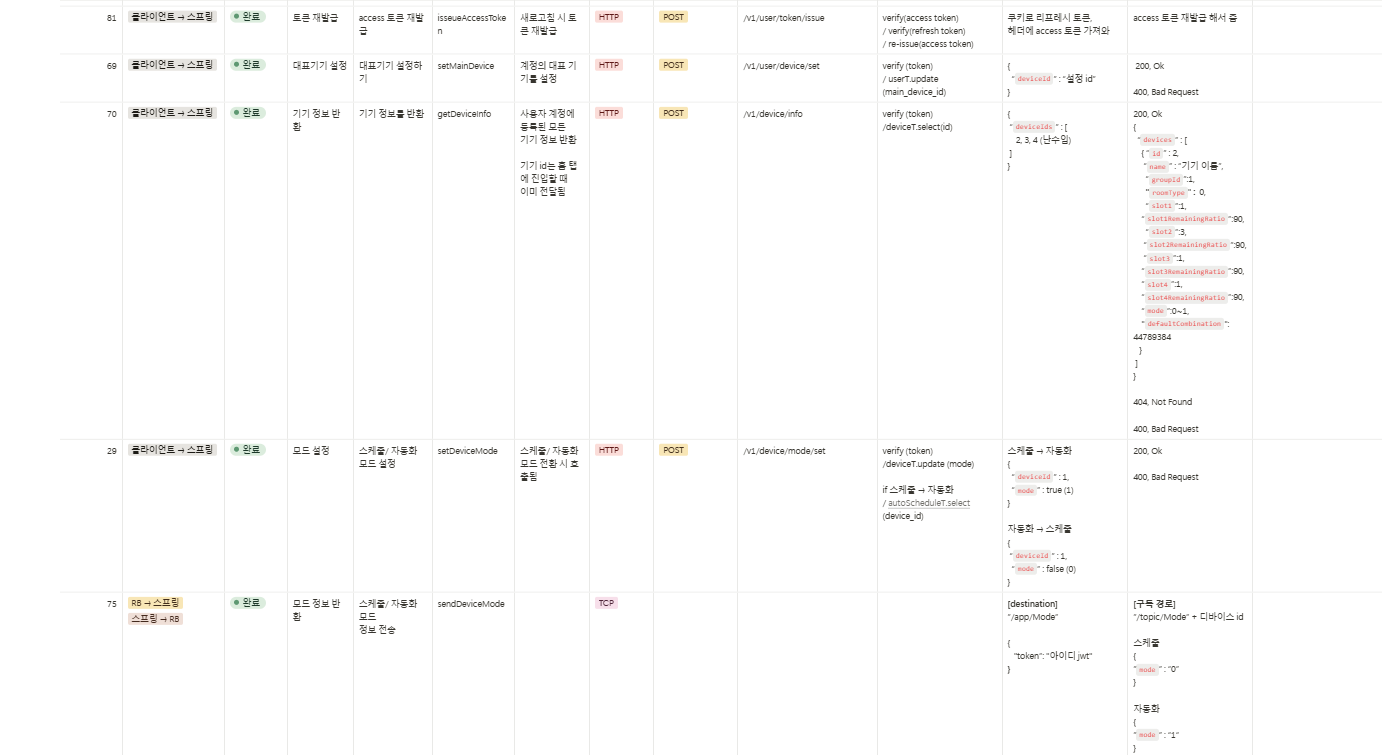 81
클라이언트 → 스프링
완료
토큰 재발급
access 토큰 재발
급
isseueAccessToke
n
새로고침 시 토
큰 재발급
HTTP
POST
/v1/user/token/issue
verify(access token)
/ verify(refresh token)
/ re-issue(access token)
쿠키로 리프레시 토큰,
헤더에 access 토큰 가져와
access 토큰 재발급 해서 줌
69
클라이언트 → 스프링
완료
대표기기 설정
대표기기 설정하
기
setMainDevice
계정의 대표 기
기를 설정
HTTP
POST
/v1/user/device/set
verify (token)
/ userT.update
(main_device_id)
{
"deviceId" : "설정 id"
}
200, Ok
400, Bad Request
70
클라이언트 → 스프링
완료
기기 정보 반
환
기기 정보를 반환
getDeviceInfo
사용자 계정에
등록된 모든
기기 정보 반환
기기 id는 홈 탭
에 진입할 때
이미 전달됨
HTTP
POST
/v1/device/info
verify (token)
/deviceT.select(id)
{
"deviceIds" : [
2, 3, 4 (난수임)
]
}
200, Ok
{
"devices" : [
{ "id" : 2,
"name" : "기기 이름",
"groupId":1,
"roomType" : 0,
"slot1":1,
"slot1RemainingRatio":90,
"slot2":3,
"slot2RemainingRatio":90,
"slot3":1,
"slot3RemainingRatio":90,
"slot4":1,
"slot4RemainingRatio":90,
"mode":0~1,
"defaultCombination":
44789384
}
]
}
404, Not Found
400, Bad Request
29
클라이언트 → 스프링
완료
모드 설정
스케줄/ 자동화
모드 설정
setDeviceMode
스케줄/ 자동화
모드 전환 시 호
출됨
HTTP
POST
/v1/device/mode/set
verify (token)
/deviceT.update (mode)
if 스케줄 → 자동화
/ autoScheduleT.select
(device_id)
스케줄 → 자동화
{
"deviceId" : 1,
"mode" : true (1)
}
자동화 → 스케줄
{
"deviceId" : 1,
"mode" : false (0)
}
200, Ok
400, Bad Request
75
RB → 스프링
스프링 → RB
완료
모드 정보 반
환
스케줄/ 자동화
모드
정보 전송
sendDeviceMode
TCP
[destination]
"/app/Mode"
{
"token": "아이디 jwt"
}
[구독 경로]
"/topic/Mode" + 디바이스 id
스케줄
{
"mode" : "0"
}
자동화
{
"mode" : "1"
}